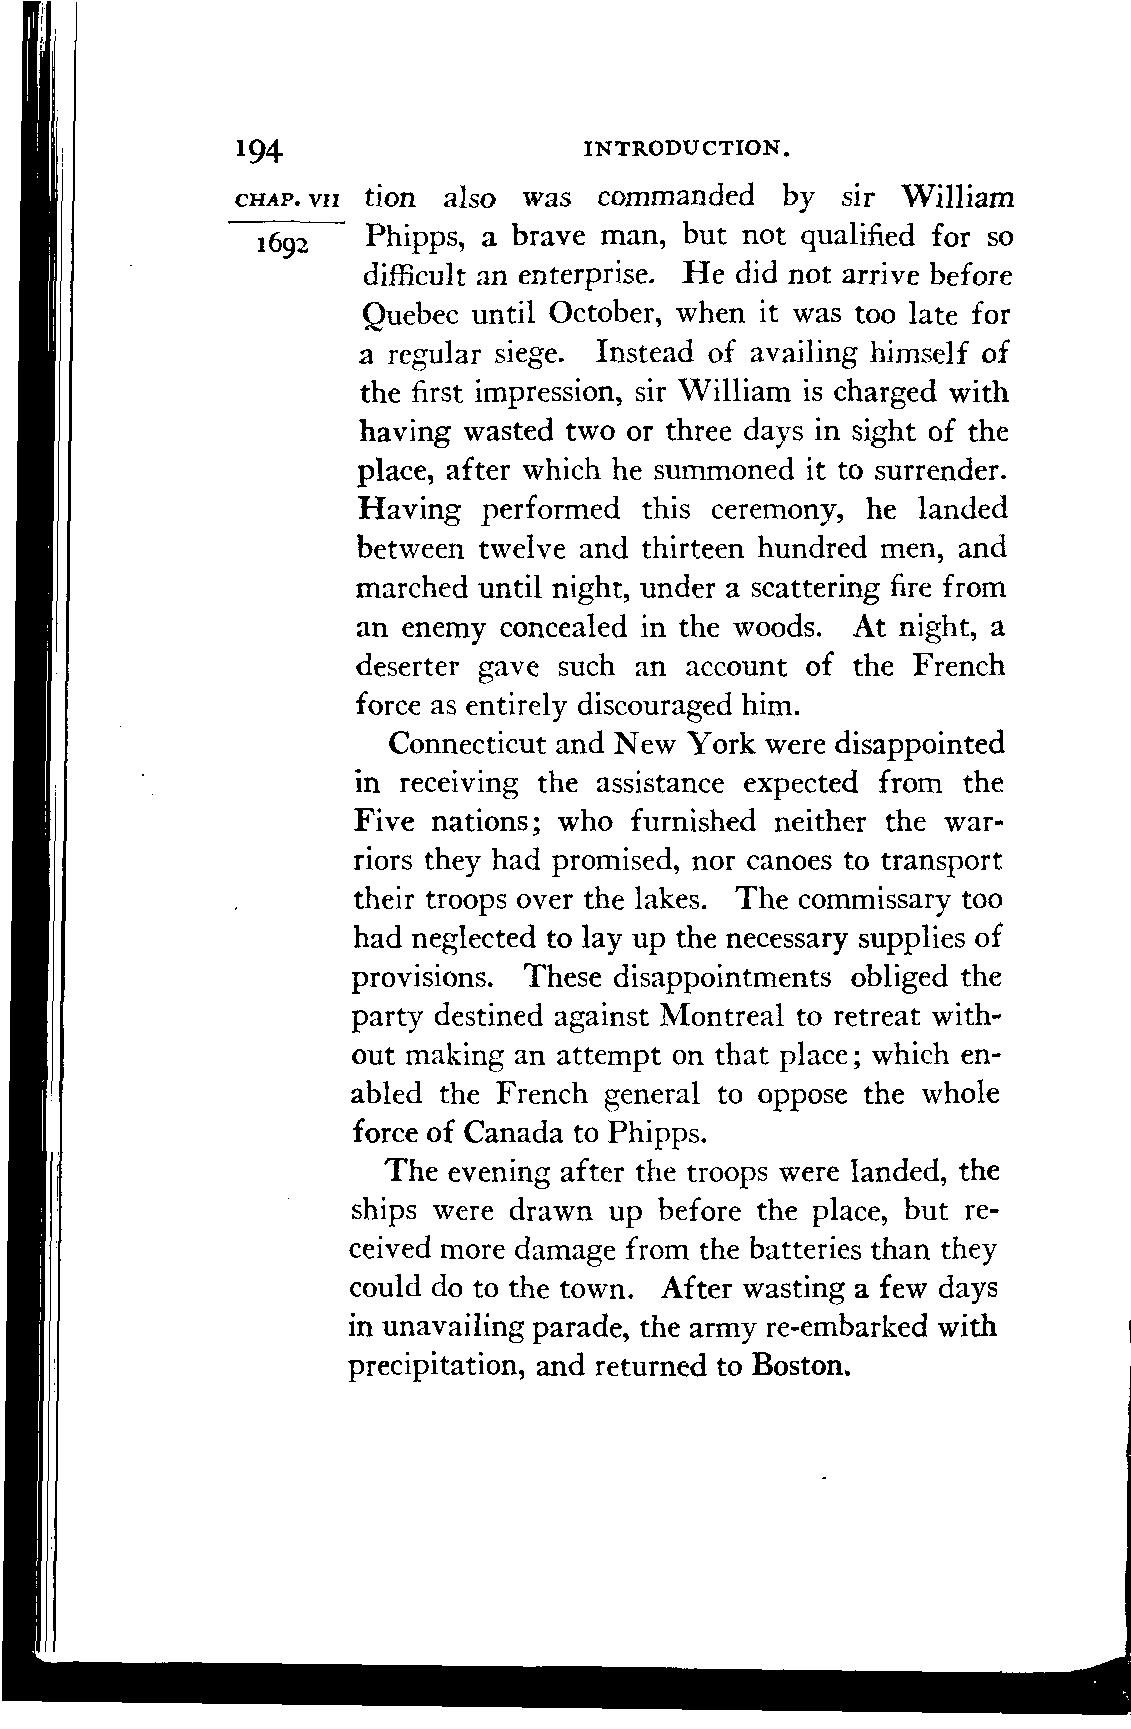 194 INTRODUCTION.
CHAP. VII tion also was commanded by sir William
1692 Phipps, a brave man, but not qualified for so
difficult an enterprise. He did not arrive before
Quebec until October, when it was too late for
a regular siege. Instead of availing himself of
the first impression, sir William is charged with
having wasted two or three days in sight of the
place, after which he summoned it to surrender.
Having performed this ceremony, he landed
between twelve and thirteen hundred men, and
marched until night, under a scattering fire from
an enemy concealed in the woods. At night, a
deserter gave such an account of the French
force as entirely discouraged him.
Connecticut and New York were disappointed
in receiving the assistance expected from the
Five nations; who furnished neither the war-
riors they had promised, nor canoes to transport
their troops over the lakes. The commissary too
had neglected to lay up the necessary supplies of
provisions. These disappointments obliged the
party destined against Montreal to retreat with-
out making an attempt on that place; which en-
abled the French general to oppose the whole
force of Canada to Phipps.
The evening after the troops were landed, the
ships were drawn up before the place, but re-
ceived more damage from the batteries than they
could do to the town. After wasting a few days
in unavailing parade, the army re-embarked with
precipitation, and returned to Boston.